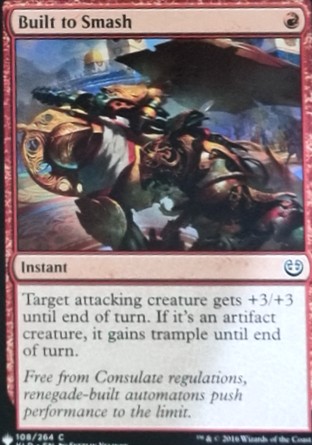 Built to Smash
Instant
Target attacking creature gets +3/+3
until end of turn. If it's an artifact
creature, it gains trample until end
of turn.
Free from Consulate regulations,
renegade-built automatons push
performance to the limit.
108/264 C
™ & © 2016 Wizards of the Coast